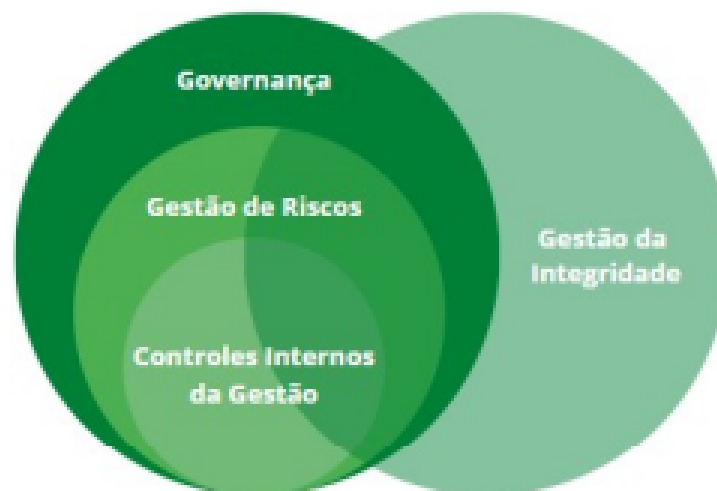 Governança
Gestão de Riscos
Gestão da
Integridade
Controles Internos
da Gestão